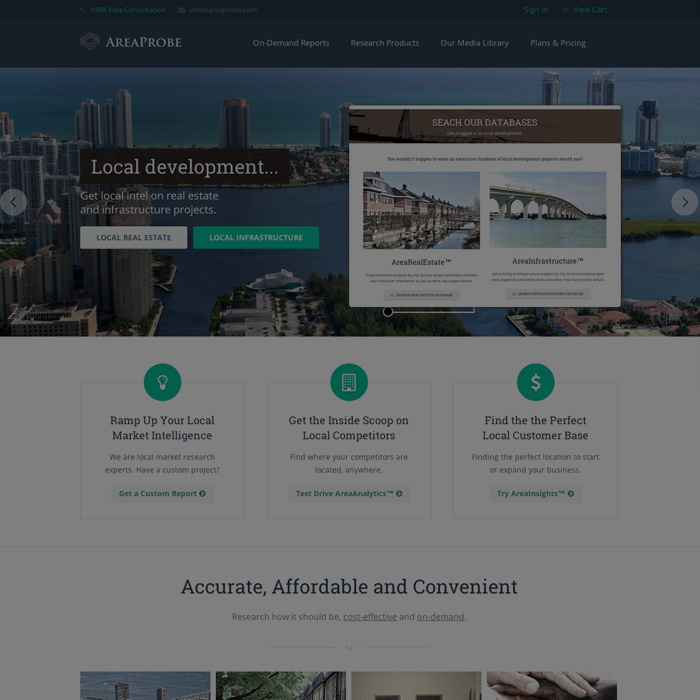 100% Free Consultation
info@areaprobe.com
Sign In
View Cart
AREAPROBE
On-Demand Reports
Research Products
Our Media Library
Plans & Pricing
Local development...
Get local intel on real estate
and infrastructure projects.
LOCAL REAL ESTATE
LOCAL INFRASTRUCTURE
SEACH OUR DATABASES
Get plugged in to local development.
You wouldn't happen to want an extensive database of local development projects would you?
AreaRealEstate™
AreaInfrastructure™
SEARCH REAL ESTATE DATABASE
SEARCH INFRASTRUCTURE DATABASE
Ramp Up Your Local
Market Intelligence
We are local market research
experts. Have a custom project?
Get a Custom Report
Get the Inside Scoop on
Local Competitors
Find where your competitors are
located, anywhere.
Test Drive AreaAnalytics™
Find the the Perfect
Local Customer Base
Finding the perfect location to start
or expand your business.
Try AreaInsights™
Accurate, Affordable and Convenient
Research how it should be, cost-effective and on-demand.